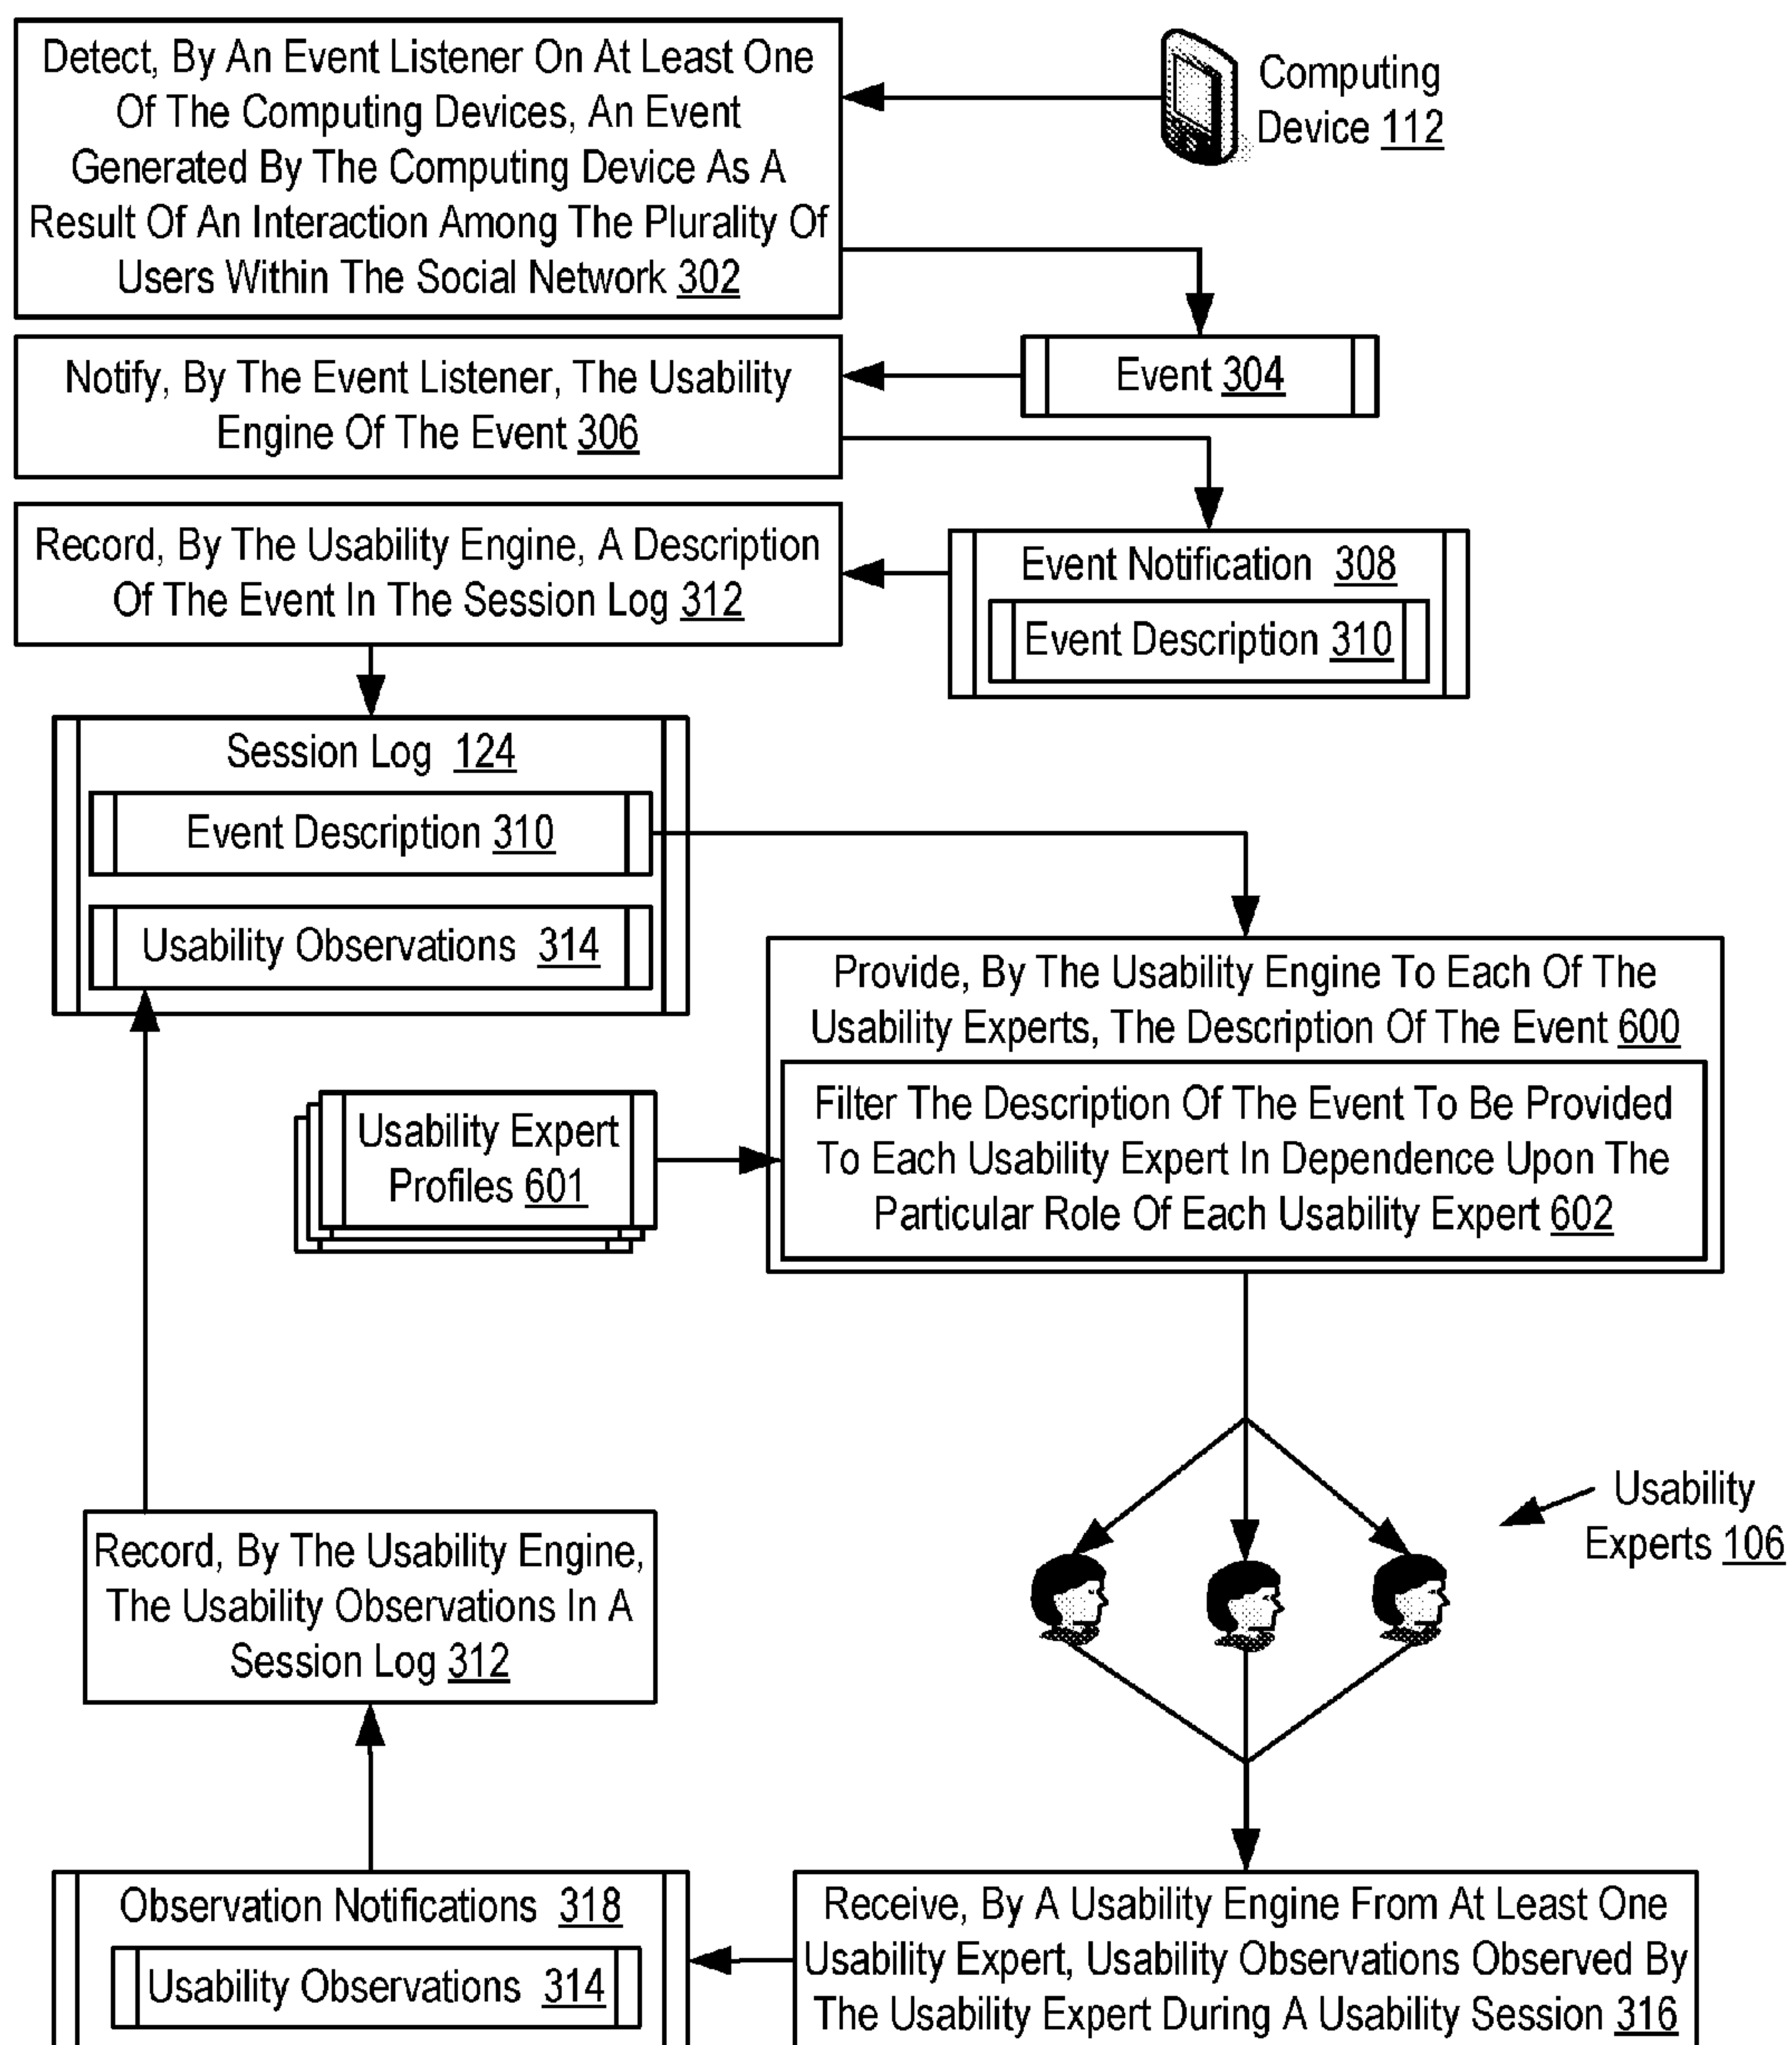 Detect, By An Event Listener On At Least One
Of The Computing Devices, An Event
Generated By The Computing Device As A
Result Of An Interaction Among The Plurality Of
Users Within The Social Network 302
Computing
Device 112
Event 304
Notify, By The Event Listener, The Usability
Engine Of The Event 306
Record, By The Usability Engine, A Description
Of The Event In The Session Log 312
Event Notification 308
Event Description 310
Session Log 124
Event Description 310
Usability Observations 314
Provide, By The Usability Engine To Each Of The
Usability Experts, The Description Of The Event 600
Filter The Description Of The Event To Be Provided
To Each Usability Expert In Dependence Upon The
Particular Role Of Each Usability Expert 602
Usability Expert
Profiles 601
Usability
Experts 106
Record, By The Usability Engine,
The Usability Observations In A
Session Log 312
Observation Notifications 318
Usability Observations 314
Receive, By A Usability Engine From At Least One
Usability Expert, Usability Observations Observed By
The Usability Expert During A Usability Session 316